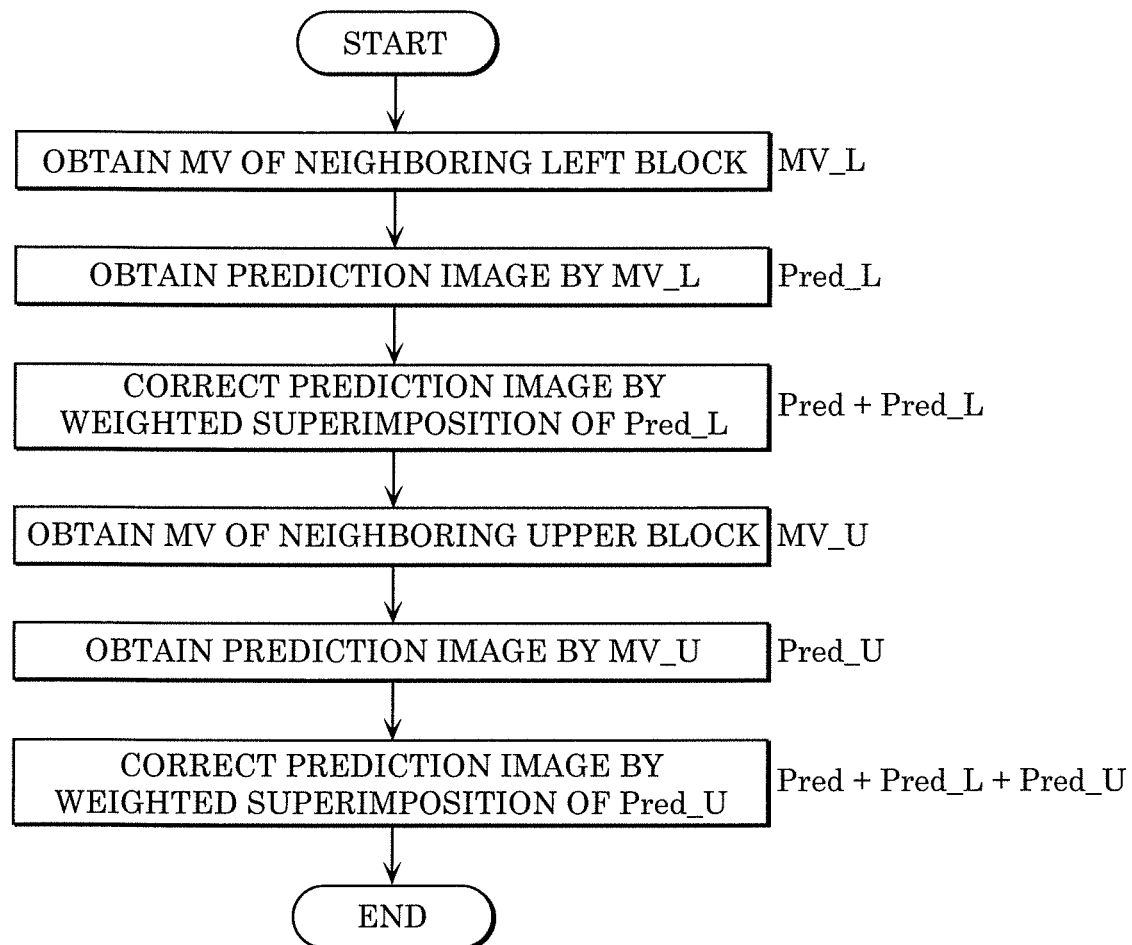 START
OBTAIN MV OF NEIGHBORING LEFT BLOCK MV_L
OBTAIN PREDICTION IMAGE BY MV_L Pred_L
CORRECT PREDICTION IMAGE BY
WEIGHTED SUPERIMPOSITION OF Pred_L
Pred + Pred_L
OBTAIN MV OF NEIGHBORING UPPER BLOCK MV_U
OBTAIN PREDICTION IMAGE BY MV_U Pred_U
CORRECT PREDICTION IMAGE BY
WEIGHTED SUPERIMPOSITION OF Pred_U
Pred + Pred_L + Pred_U
END